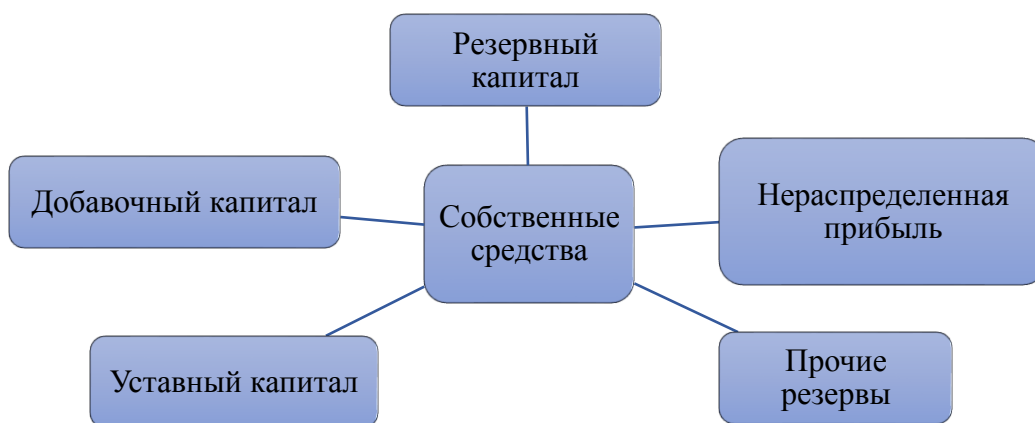 Резервный
капитал
Добавочный капитал
Собственные
средства
Нераспределенная
прибыль
Уставный капитал
Прочие
резервы